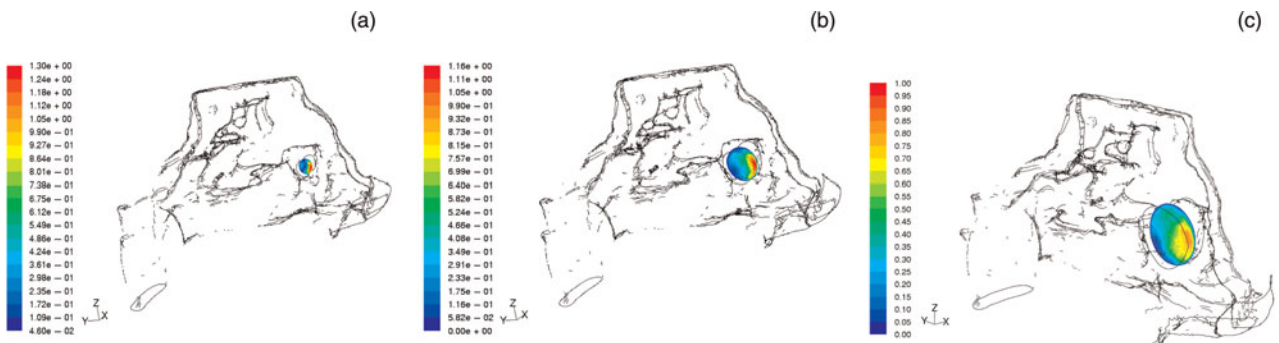 (a)
1.30e + 00
1.24e + 00
1.18e + 00
1.12e + 00
1.05e + 00
9.90e − 01
9.27e − 01
8.64e − 01
8.01e − 01
7.38e − 01
6.75e − 01
6.12e − 01
5.49e − 01
4.86e − 01
4.24e − 01
3.61e − 01
2.98e − 01
2.35e − 01
1.72e − 01
1.09e − 01
4.60e − 02
Z
Y X
(b)
1.16e + 00
1.11e + 00
1.05e + 00
9.90e − 01
9.32e − 01
8.73e − 01
8.15e − 01
7.57e − 01
6.99e − 01
6.40e − 01
5.82e − 01
5.24e − 01
4.66e − 01
4.08e − 01
3.49e − 01
2.91e − 01
2.33e − 01
1.75e − 01
1.16e − 01
5.82e − 02
0.00e + 00
Z
Y X
(c)
1.00
0.95
0.90
0.85
0.80
0.75
0.70
0.65
0.60
0.55
0.50
0.45
0.40
0.35
0.30
0.25
0.20
0.15
0.10
0.05
0.00
Z
Y X